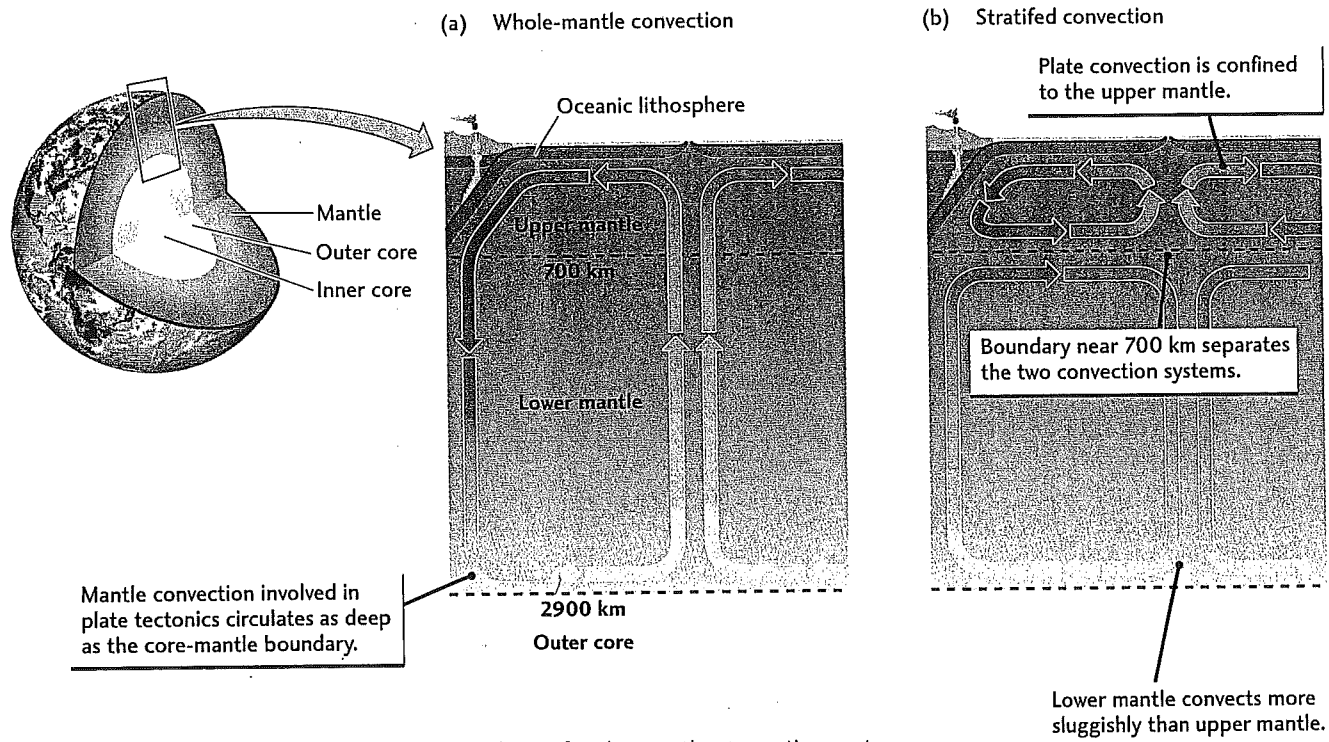 (a) Whole-mantle convection
(b) Stratifed convection
Plate convection is confined
to the upper mantle.
Oceanic lithosphere
Mantle
Outer core
Inner core
Upper mantle
700 km
Lower mantle
Boundary near 700 km separates
the two convection systems.
Mantle convection involved in
plate tectonics circulates as deep
as the core-mantle boundary.
2900 km
Outer core
Lower mantle convects more
sluggishly than upper mantle.